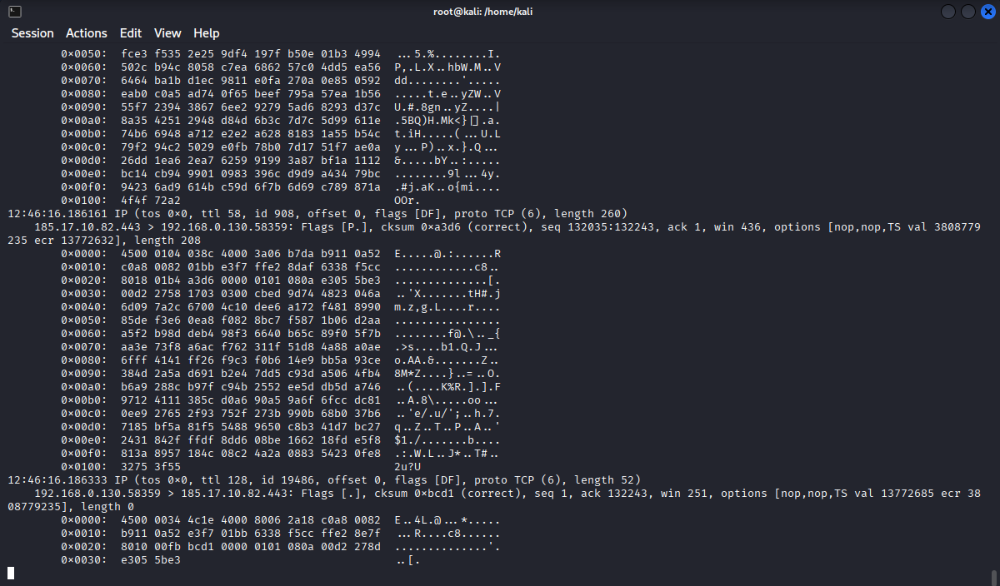 root@kali: /home/kali
Session Actions Edit View Help
0×0050: fce3 f535 2e25 9df4 197f b50e 01b3 4994 ...5.%........I.
0×0060: 502c b94c 8058 c7ea 6862 57c0 4dd5 ea56 P,.L.X..hbW.M..V
0×0070: 6464 ba1b d1ec 9811 e0fa 270a 0e85 0592 dd........'.....
0×0080: eab0 c0a5 ad74 0f65 beef 795a 57ea 1b56 .....t.e..yZW..V
0×0090: 55f7 2394 3867 6ee2 9279 5ad6 8293 d37c U.#.8gn..yZ....|
0×00a0: 8a35 4251 2948 d84d 6b3c 7d7c 5d99 611e .5BQ)H.Mk<}|].a.
0×00b0: 74b6 6948 a712 e2e2 a628 8183 1a55 b54c t.iH.....(...U.L
0×00c0: 79f2 94c2 5029 e0fb 78b0 7d17 51f7 ae0a y...P)..x.}.Q...
0×00d0: 26dd 1ea6 2ea7 6259 9199 3a87 bf1a 1112 &.....bY..:.....
0×00e0: bc14 cb94 9901 0983 396c d9d9 a434 79bc ........9l...4y.
0×00f0: 9423 6ad9 614b c59d 6f7b 6d69 c789 871a .#j.aK..o{mi....
0×0100: 4f4f 72a2 OOr.
12:46:16.186161 IP (tos 0×0, ttl 58, id 908, offset 0, flags [DF], proto TCP (6), length 260)
185.17.10.82.443 > 192.168.0.130.58359: Flags [P.], cksum 0×a3d6 (correct), seq 132035:132243, ack 1, win 436, options [nop,nop,TS val 3808779
235 ecr 13772632], length 208
0×0000: 4500 0104 038c 4000 3a06 b7da b911 0a52 E.....@.:......R
0×0010: c0a8 0082 01bb e3f7 ffe2 8daf 6338 f5cc ............c8..
0×0020: 8018 01b4 a3d6 0000 0101 080a e305 5be3 ..............[.
0×0030: 00d2 2758 1703 0300 cbed 9d74 4823 046a ..'X.......tH#.j
0×0040: 6d09 7a2c 6700 4c10 dee6 a172 f481 8990 m.z,g.L....r....
0×0050: 85de f3e6 0ea8 f082 8bc7 f587 1b06 d2aa ................
0×0060: a5f2 b98d deb4 98f3 6640 b65c 89f0 5f7b ........f@.\.._{
0×0070: aa3e 73f8 a6ac f762 311f 51d8 4a88 a0ae .>s....b1.Q.J...
0×0080: 6fff 4141 ff26 f9c3 f0b6 14e9 bb5a 93ce o.AA.&.......Z..
0×0090: 384d 2a5a d691 b2e4 7dd5 c93d a506 4fb4 8M*Z....}..=..O.
0×00a0: b6a9 288c b97f c94b 2552 ee5d db5d a746 ..(....K%R.].].F
0×00b0: 9712 4111 385c d0a6 90a5 9a6f 6fcc dc81 ..A.8\.....oo...
0×00c0: 0ee9 2765 2f93 752f 273b 990b 68b0 37b6 ..'e/.u/';..h.7.
0×00d0: 7185 bf5a 81f5 5488 9650 c8b3 41d7 bc27 q..Z..T..P..A..'
0×00e0: 2431 842f ffdf 8dd6 08be 1662 18fd e5f8 $1./.......b....
0×00f0: 813a 8957 184c 08c2 4a2a 0883 5423 0fe8 .:.W.L..J*..T#..
0×0100: 3275 3f55 2u?U
12:46:16.186333 IP (tos 0×0, ttl 128, id 19486, offset 0, flags [DF], proto TCP (6), length 52)
192.168.0.130.58359 > 185.17.10.82.443: Flags [.], cksum 0×bcd1 (correct), seq 1, ack 132243, win 251, options [nop,nop,TS val 13772685 ecr 38
08779235], length 0
0×0000: 4500 0034 4c1e 4000 8006 2a18 c0a8 0082 E..4L.@...*.....
0×0010: b911 0a52 e3f7 01bb 6338 f5cc ffe2 8e7f ...R....c8......
0×0020: 8010 00fb bcd1 0000 0101 080a 00d2 278d ..............'.
0×0030: e305 5be3 ..[.